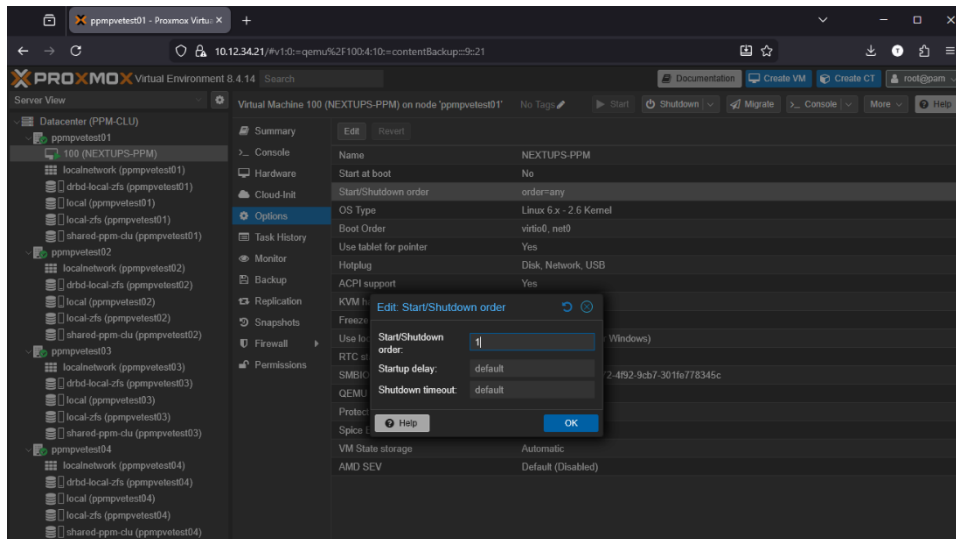 ppmpvetest01 - Proxmox Virtu
10.12.34.21/#v1:0:=qemu%2F100:4:10:=contentBackup:::9::21
PROXMOX Virtual Environment 8.4.14 Search
Documentation Create VM Create CT root@pam
Server View
Virtual Machine 100 (NEXTUPS-PPM) on node 'ppmpvetest01' No Tags Start Shutdown Migrate Console More Help
Datacenter (PPM-CLU)
ppmpvetest01
100 (NEXTUPS-PPM)
localnetwork (ppmpvetest01)
drbd-local-zfs (ppmpvetest01)
local (ppmpvetest01)
local-zfs (ppmpvetest01)
shared-ppm-clu (ppmpvetest01)
ppmpvetest02
localnetwork (ppmpvetest02)
drbd-local-zfs (ppmpvetest02)
local (ppmpvetest02)
local-zfs (ppmpvetest02)
shared-ppm-clu (ppmpvetest02)
ppmpvetest03
localnetwork (ppmpvetest03)
drbd-local-zfs (ppmpvetest03)
local (ppmpvetest03)
local-zfs (ppmpvetest03)
shared-ppm-clu (ppmpvetest03)
ppmpvetest04
localnetwork (ppmpvetest04)
drbd-local-zfs (ppmpvetest04)
local (ppmpvetest04)
local-zfs (ppmpvetest04)
shared-ppm-clu (ppmpvetest04)
Summary
Console
Hardware
Cloud-Init
Options
Task History
Monitor
Backup
Replication
Snapshots
Firewall
Permissions
Edit Revert
Name NEXTUPS-PPM
Start at boot No
Start/Shutdown order order=any
OS Type Linux 6.x - 2.6 Kernel
Boot Order virtio0, net0
Use tablet for pointer Yes
Hotplug Disk, Network, USB
ACPI support Yes
KVM h
Freeze
Use loc r Windows)
RTC st
SMBIO 2-4f92-9cb7-301fe778345c
QEMU
Protect
Spice E
VM State storage Automatic
AMD SEV Default (Disabled)
Edit: Start/Shutdown order
Start/Shutdown order: 1
Startup delay: default
Shutdown timeout: default
Help OK